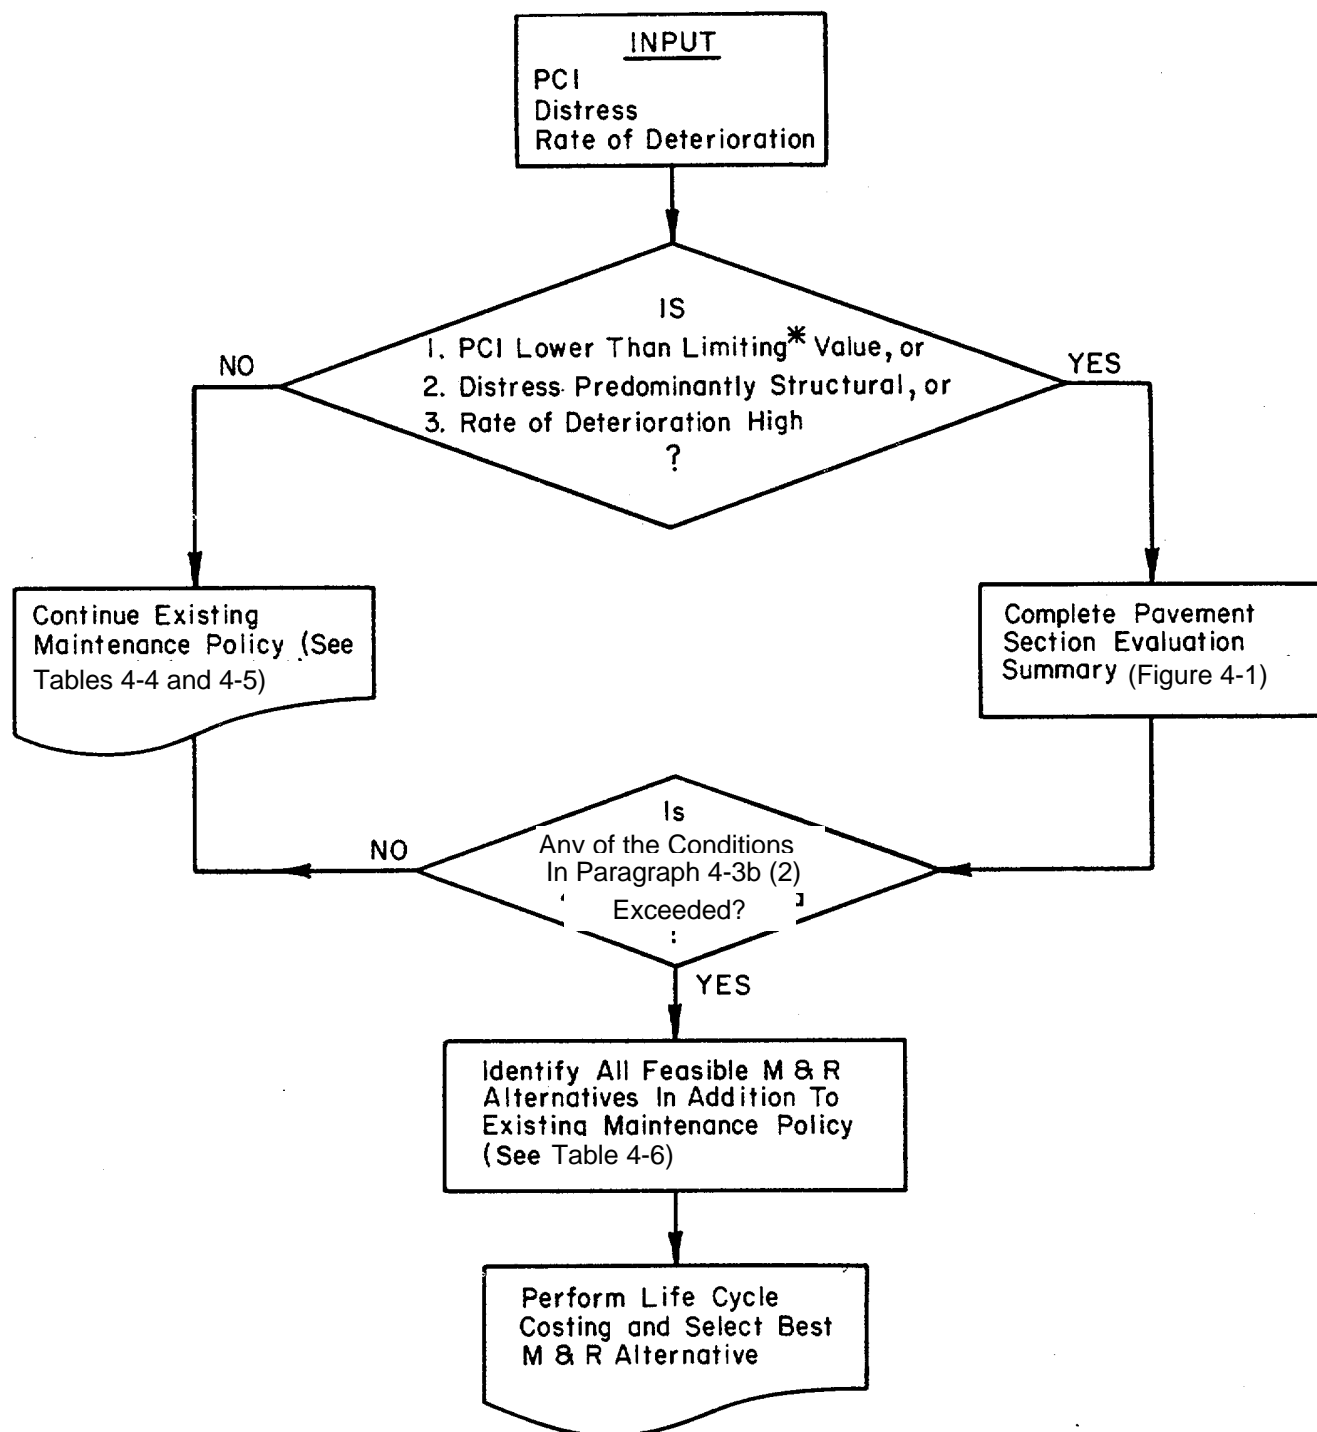 INPUT
PCI
Distress
Rate of Deterioration
IS
1. PCI Lower Than Limiting* Value, or
2. Distress Predominantly Structural, or
3. Rate of Deterioration High
?
NO
YES
Continue Existing
Maintenance Policy (See
Tables 4-4 and 4-5)
Complete Pavement
Section Evaluation
Summary (Figure 4-1)
Is
Any of the Conditions
In Paragraph 4-3b (2)
Exceeded?
NO
YES
Identify All Feasible M & R
Alternatives In Addition To
Existing Maintenance Policy
(See Table 4-6)
Perform Life Cycle
Costing and Select Best
M & R Alternative